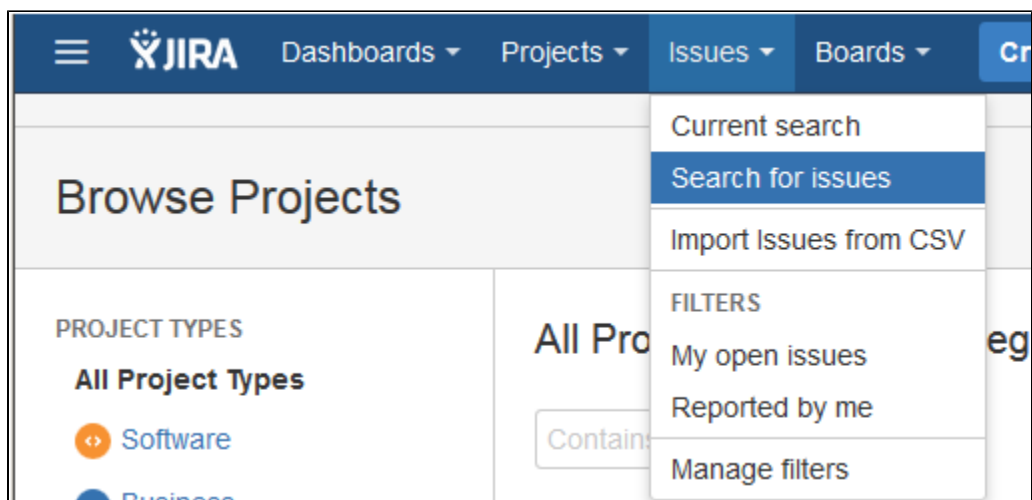 JIRA Dashboards Projects Issues Boards Cr
Current search
Search for issues
Import Issues from CSV
FILTERS
My open issues
Reported by me
Manage filters
Browse Projects
PROJECT TYPES
All Project Types
Software
Business
All Pro eg
Contains